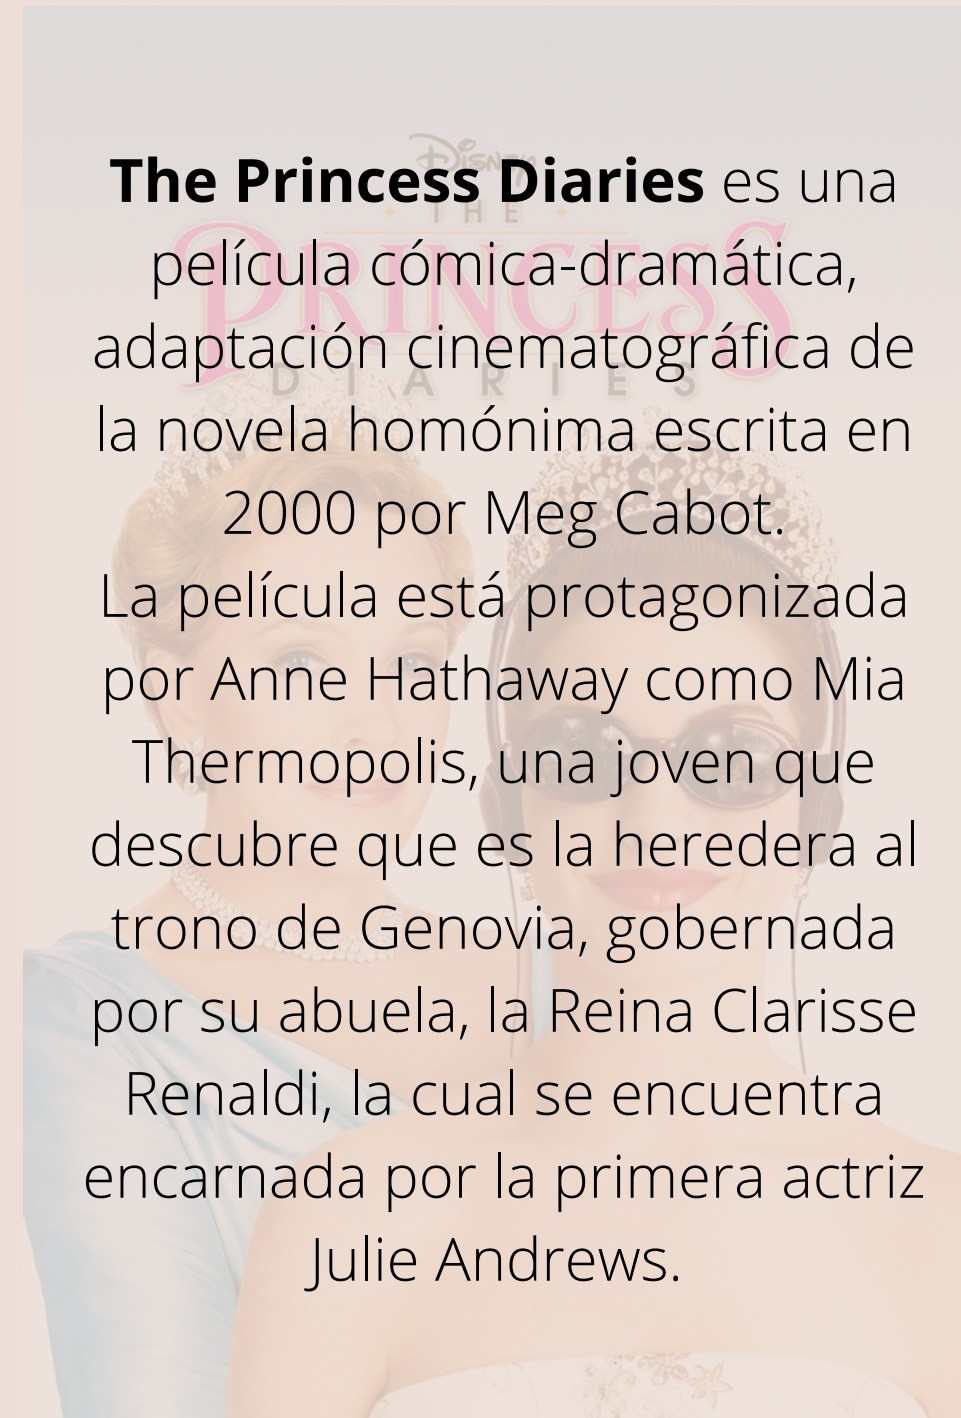 Disney
THE
PRINCESS
DIARIES
The Princess Diaries es una
película cómica-dramática,
adaptación cinematográfica de
la novela homónima escrita en
2000 por Meg Cabot.
La película está protagonizada
por Anne Hathaway como Mia
Thermopolis, una joven que
descubre que es la heredera al
trono de Genovia, gobernada
por su abuela, la Reina Clarisse
Renaldi, la cual se encuentra
encarnada por la primera actriz
Julie Andrews.